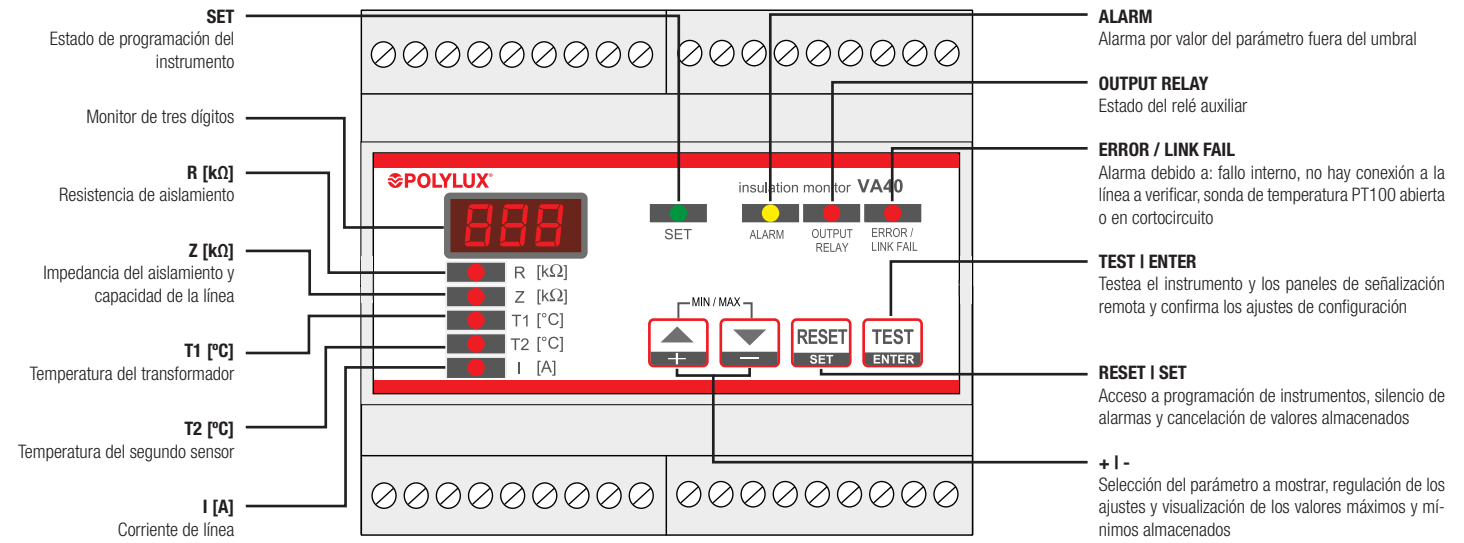 SET
Estado de programación del
instrumento
Monitor de tres dígitos
R [kΩ]
Resistencia de aislamiento
Z [kΩ]
Impedancia del aislamiento y
capacidad de la línea
T1 [ºC]
Temperatura del transformador
T2 [ºC]
Temperatura del segundo sensor
I [A]
Corriente de línea
POLYLUX®
insulation monitor VA40
888
SET
ALARM
OUTPUT
RELAY
ERROR /
LINK FAIL
R [kΩ]
Z [kΩ]
T1 [°C]
T2 [°C]
I [A]
MIN / MAX
+
−
RESET
SET
TEST
ENTER
ALARM
Alarma por valor del parámetro fuera del umbral
OUTPUT RELAY
Estado del relé auxiliar
ERROR / LINK FAIL
Alarma debido a: fallo interno, no hay conexión a la
línea a verificar, sonda de temperatura PT100 abierta
o en cortocircuito
TEST I ENTER
Testea el instrumento y los paneles de señalización
remota y confirma los ajustes de configuración
RESET I SET
Acceso a programación de instrumentos, silencio de
alarmas y cancelación de valores almacenados
+ I -
Selección del parámetro a mostrar, regulación de los
ajustes y visualización de los valores máximos y mí-
nimos almacenados